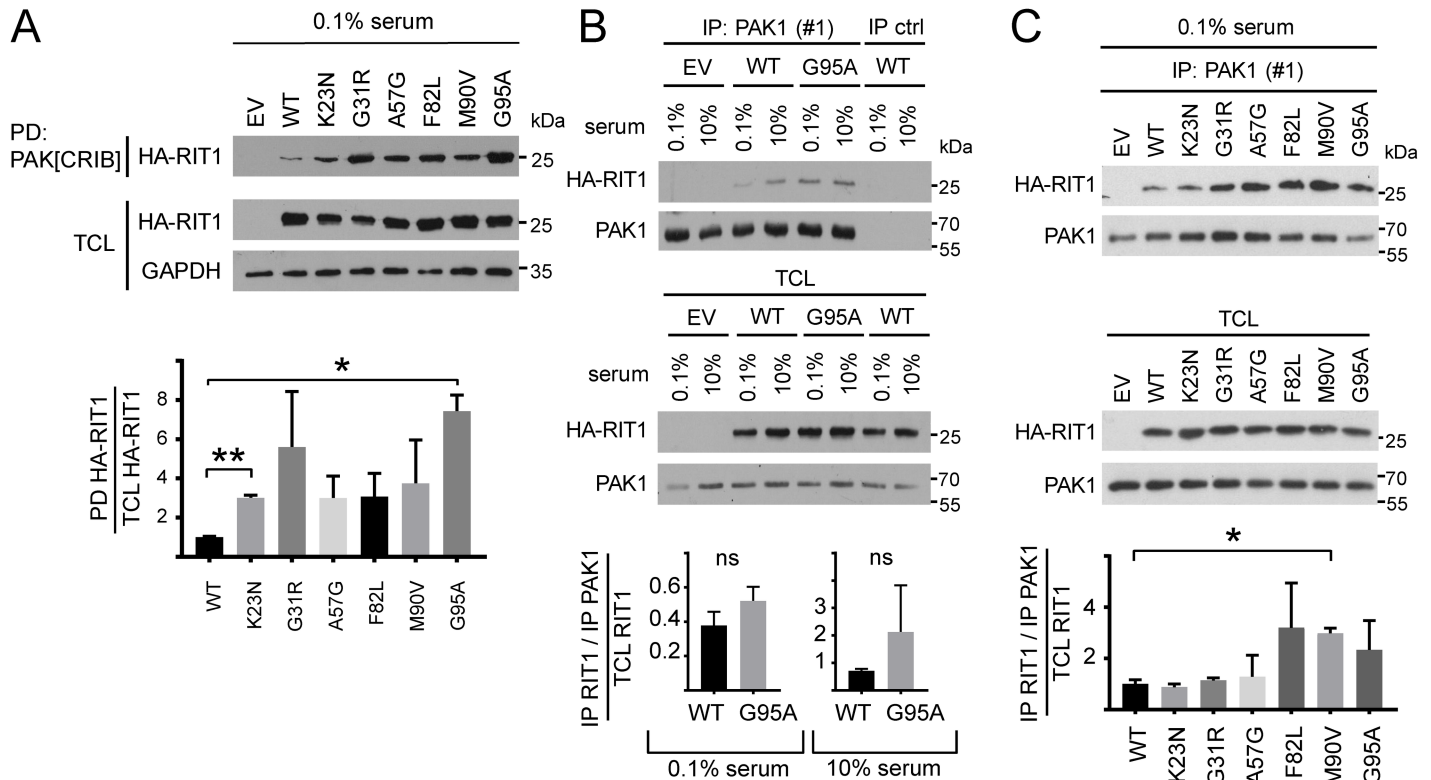 A
0.1% serum
EV WT K23N G31R A57G F82L M90V G95A
kDa
PD:
PAK[CRIB]
HA-RIT1
25
TCL
HA-RIT1
25
GAPDH
35
PD HA-RIT1
TCL HA-RIT1
8
6
4
2
*
**
WT K23N G31R A57G F82L M90V G95A
B
IP: PAK1 (#1) IP ctrl
EV WT G95A WT
serum 0.1% 10% 0.1% 10% 0.1% 10% 0.1% 10%
kDa
HA-RIT1
25
PAK1
70
55
TCL
EV WT G95A WT
serum 0.1% 10% 0.1% 10% 0.1% 10% 0.1% 10%
HA-RIT1
25
PAK1
70
55
IP RIT1 / IP PAK1
TCL RIT1
0.6
0.4
0.2
ns
WT G95A
0.1% serum
3
2
1
ns
WT G95A
10% serum
C
0.1% serum
IP: PAK1 (#1)
EV WT K23N G31R A57G F82L M90V G95A
kDa
HA-RIT1
25
PAK1
70
55
TCL
EV WT K23N G31R A57G F82L M90V G95A
HA-RIT1
25
PAK1
70
55
IP RIT1 / IP PAK1
TCL RIT1
4
2
*
WT K23N G31R A57G F82L M90V G95A